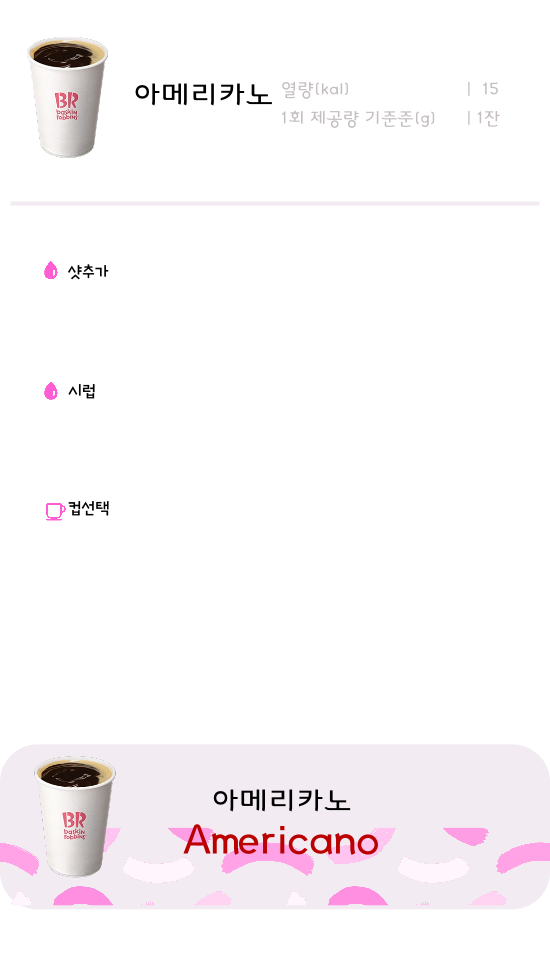 BR
baskin
robbins
아메리카노
열량(kal) | 15
1회 제공량 기준준(g) | 1잔
샷추가
시럽
컵선택
BR
baskin
robbins
아메리카노
Americano